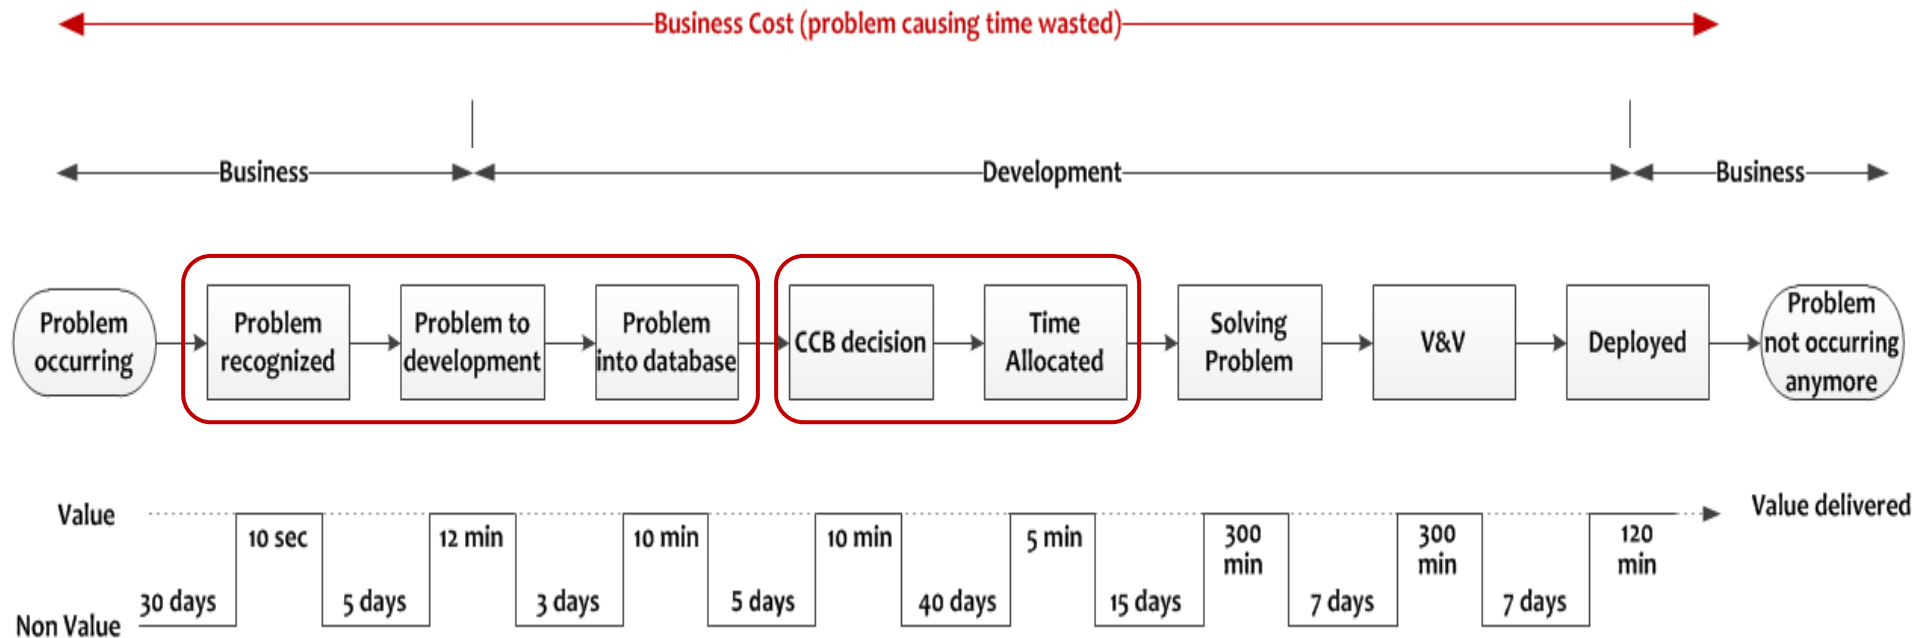 Business Cost (problem causing time wasted)
Business
Development
Business
Problem
occurring
Problem
recognized
Problem to
development
Problem
into database
CCB decision
Time
Allocated
Solving
Problem
V&V
Deployed
Problem
not occurring
anymore
Value
10 sec
12 min
10 min
10 min
5 min
300
min
300
min
120
min
Value delivered
Non Value
30 days
5 days
3 days
5 days
40 days
15 days
7 days
7 days